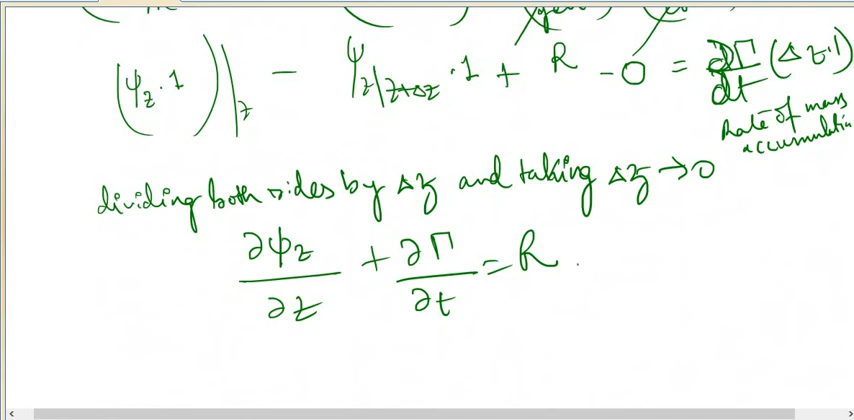 (ψz · 1)|z − ψz|z+Δz · 1 + R − 0 = ∂Γ/∂t (Δz·1)
Rate of mass
accumulation
dividing both sides by Δz and taking Δz → 0
∂ψz/∂z + ∂Γ/∂t = R